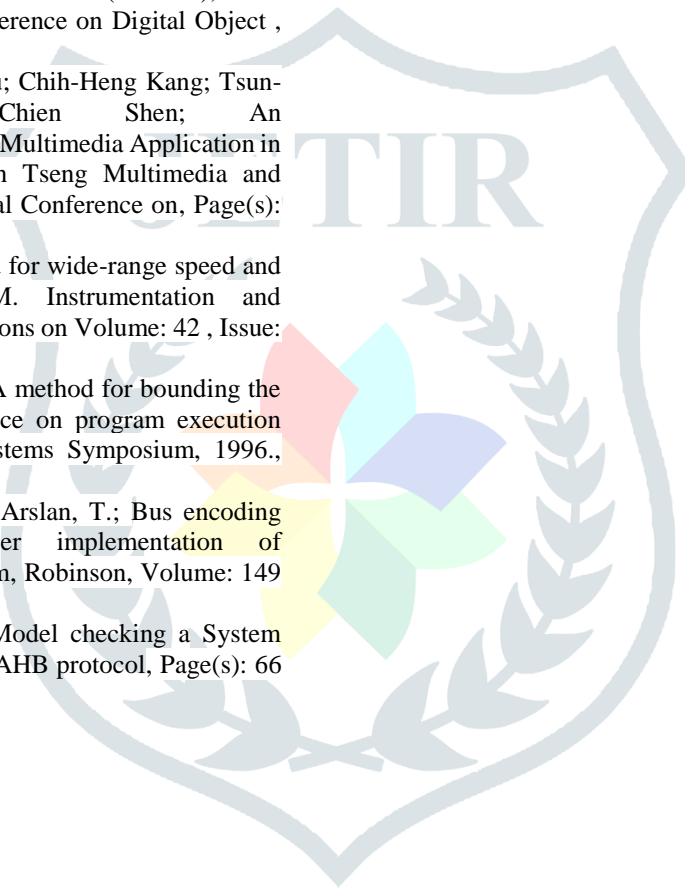 erence on Digital Object ,
; Chih-Heng Kang; Tsun-
Chien Shen; An
Multimedia Application in
Tseng Multimedia and
al Conference on, Page(s):
for wide-range speed and
M. Instrumentation and
ons on Volume: 42 , Issue:
A method for bounding the
ce on program execution
stems Symposium, 1996.,
Arslan, T.; Bus encoding
er implementation of
, Robinson, Volume: 149
Model checking a System
AHB protocol, Page(s): 66
JETIR